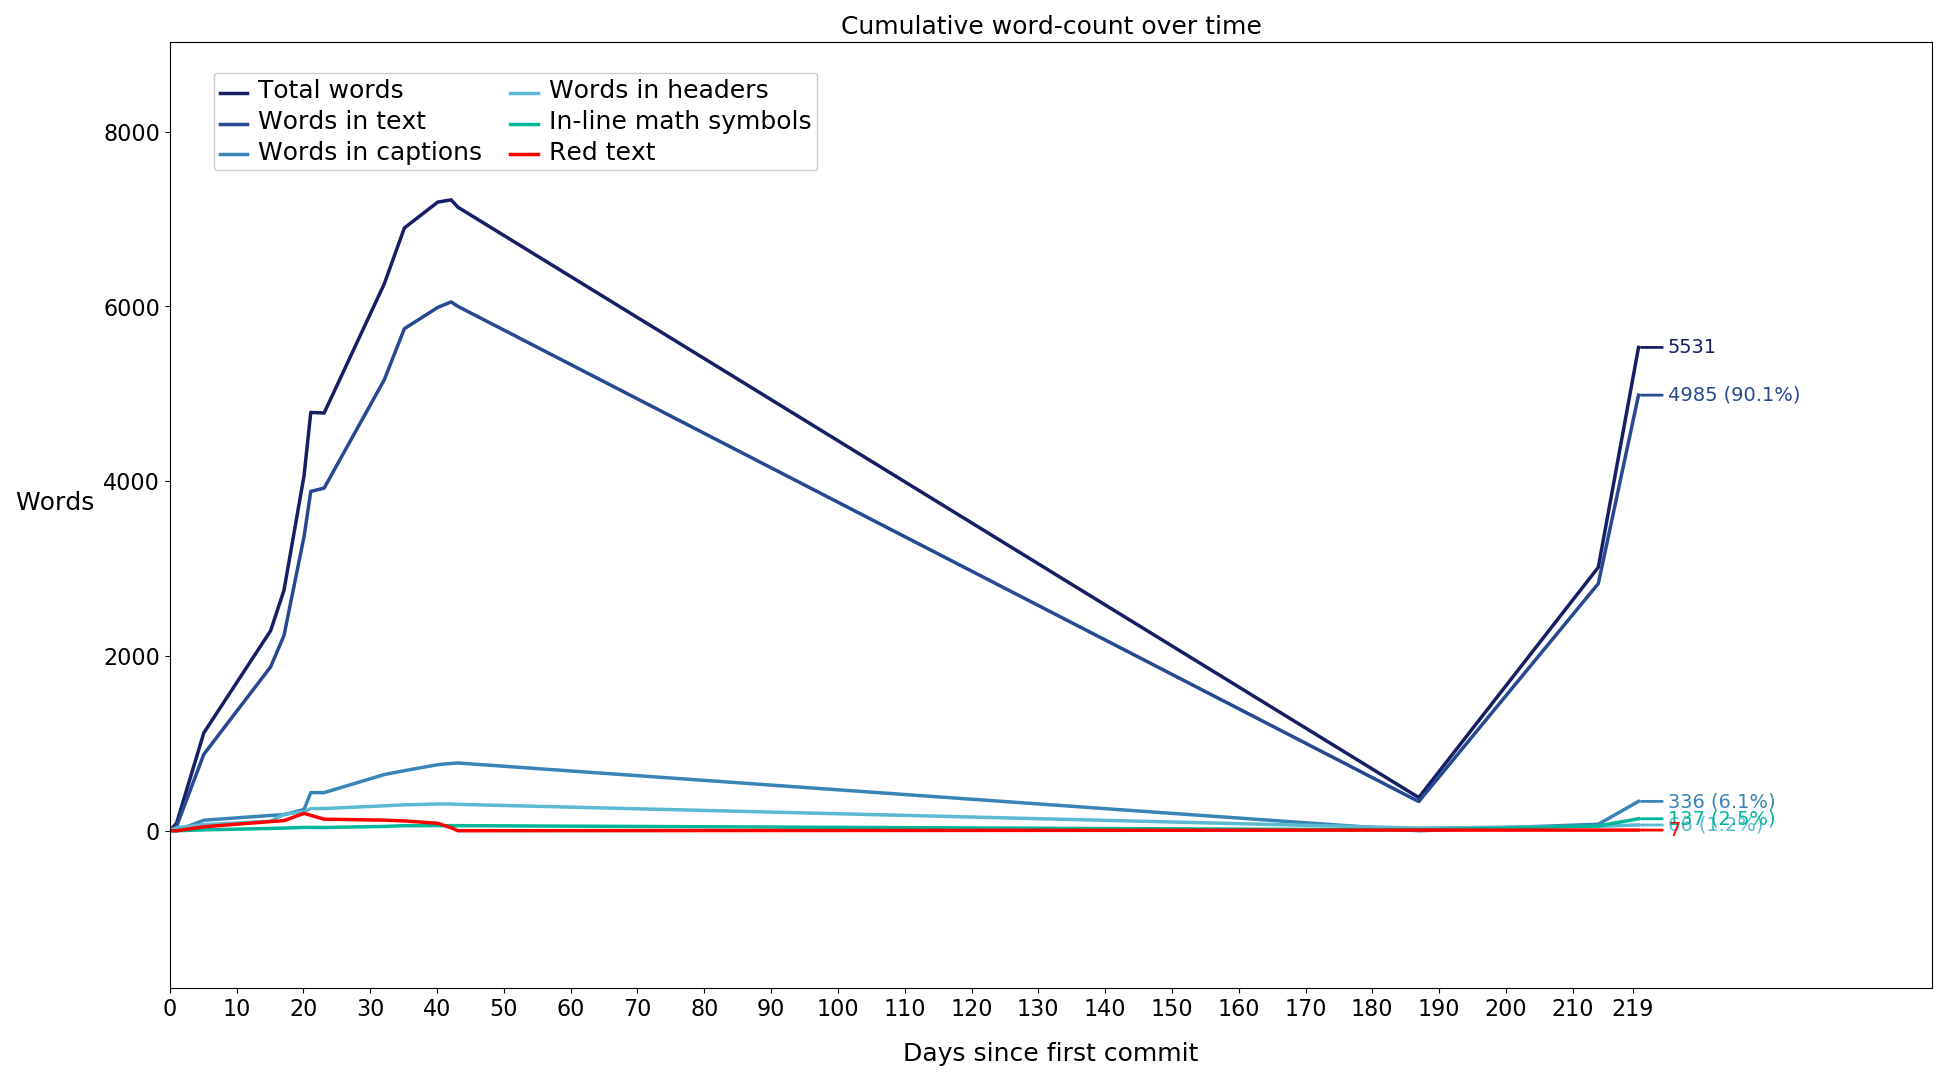 Cumulative word-count over time
Total words
Words in text
Words in captions
Words in headers
In-line math symbols
Red text
8000
6000
4000
2000
0
Words
5531
4985 (90.1%)
336 (6.1%)
137 (2.5%)
66 (1.2%)
7
0 10 20 30 40 50 60 70 80 90 100 110 120 130 140 150 160 170 180 190 200 210 219
Days since first commit